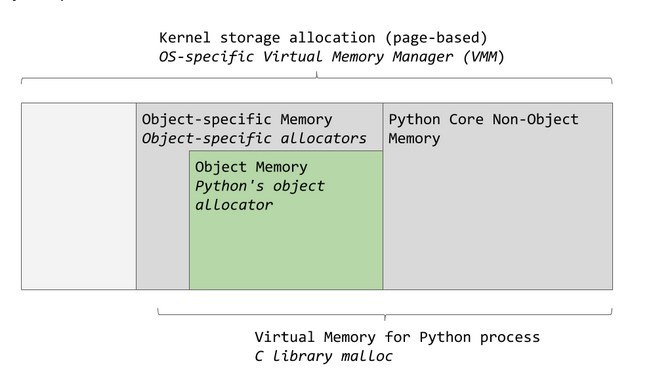 Kernel storage allocation (page-based)
OS-specific Virtual Memory Manager (VMM)
Object-specific Memory
Object-specific allocators
Python Core Non-Object
Memory
Object Memory
Python's object
allocator
Virtual Memory for Python process
C library malloc